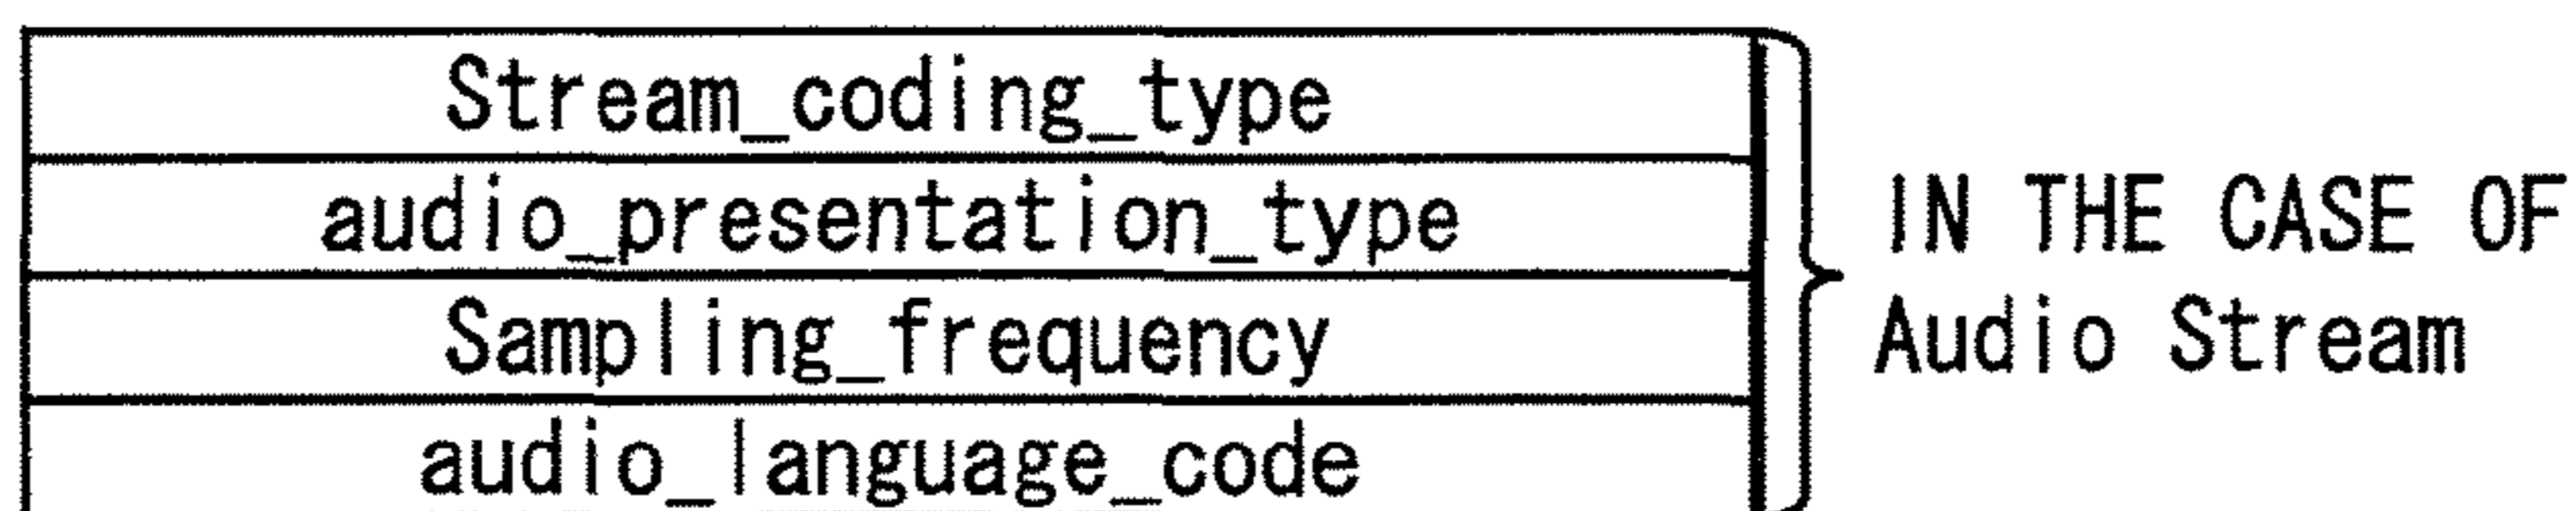 Stream_coding_type
audio_presentation_type
Sampling_frequency
audio_language_code
IN THE CASE OF
Audio Stream